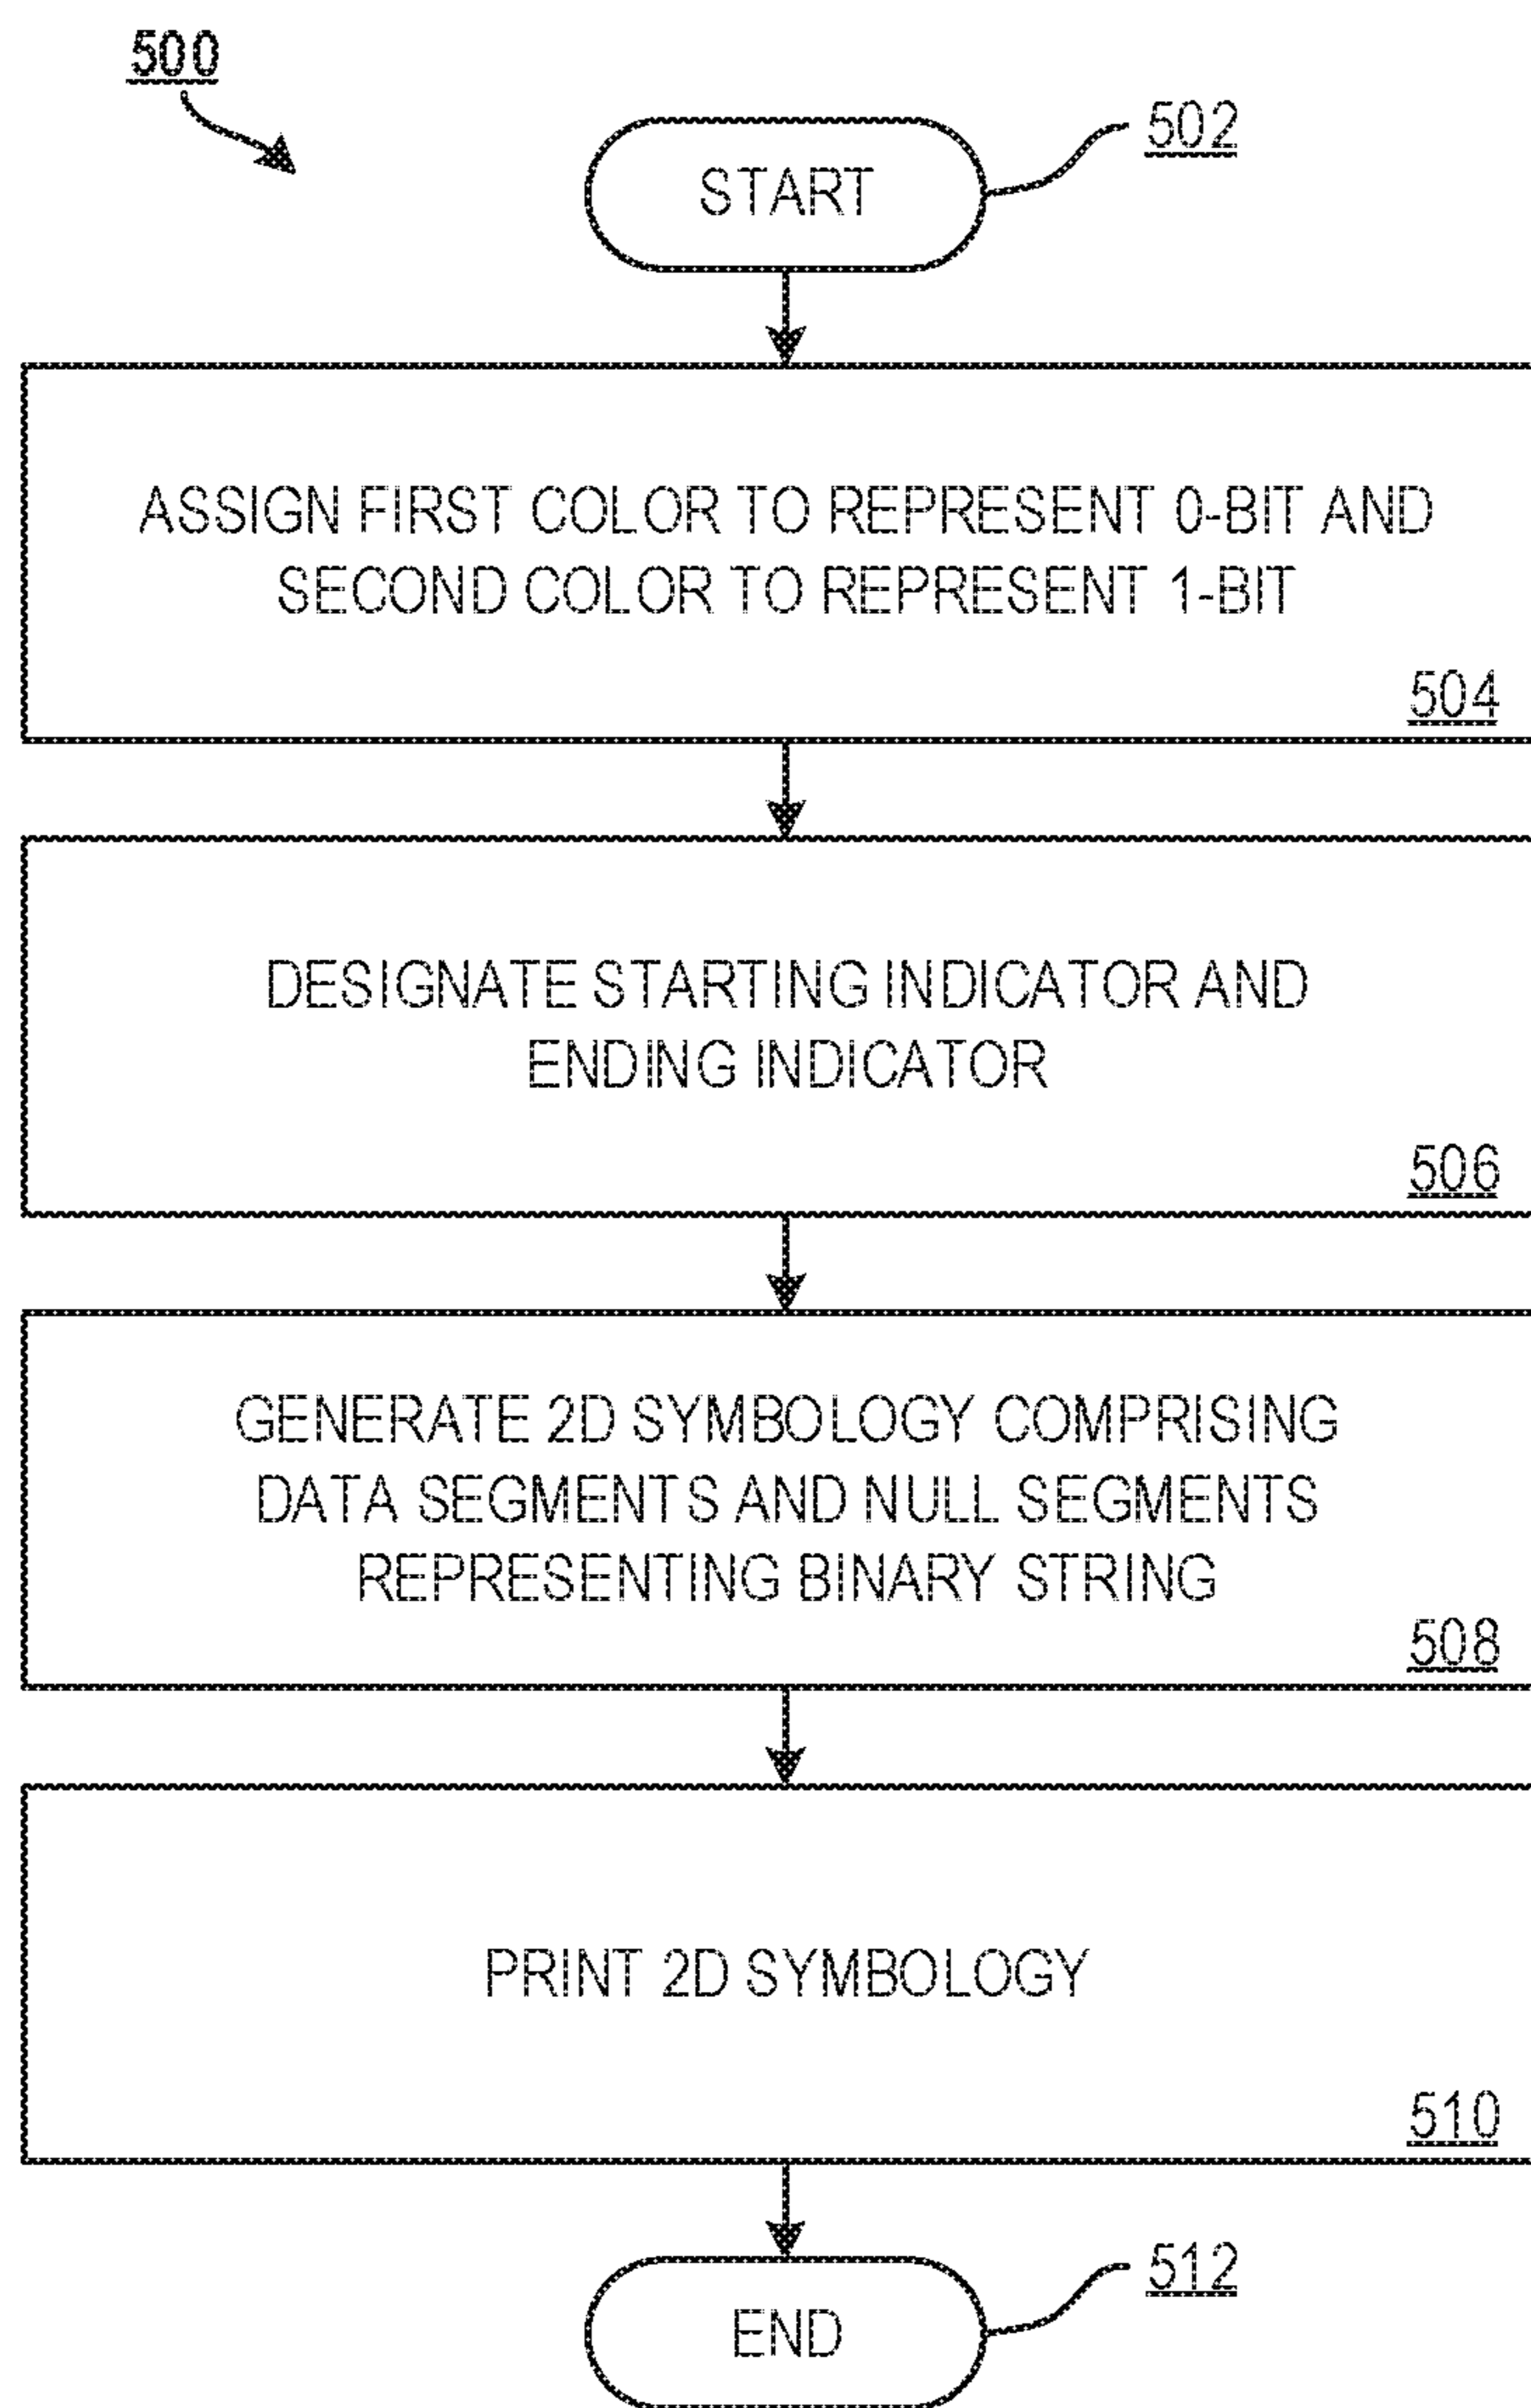 500
502
START
ASSIGN FIRST COLOR TO REPRESENT 0-BIT AND
SECOND COLOR TO REPRESENT 1-BIT
504
DESIGNATE STARTING INDICATOR AND
ENDING INDICATOR
506
GENERATE 2D SYMBOLOGY COMPRISING
DATA SEGMENTS AND NULL SEGMENTS
REPRESENTING BINARY STRING
508
PRINT 2D SYMBOLOGY
510
512
END